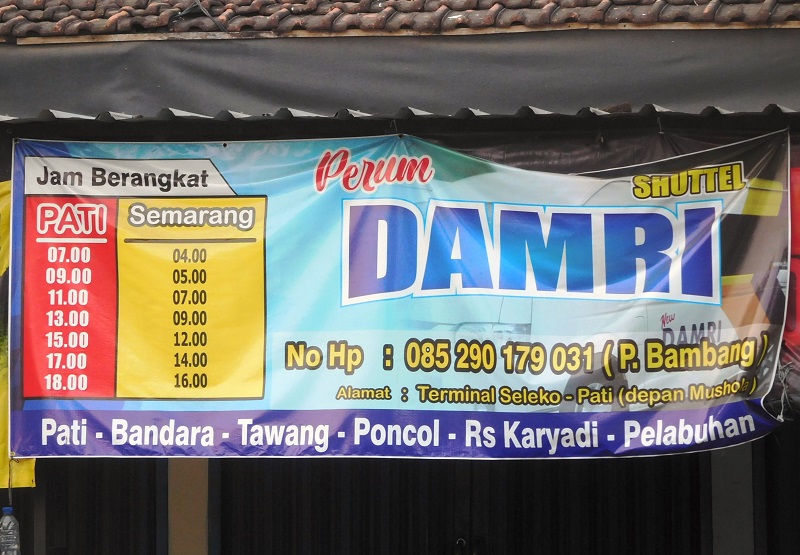 Jam Berangkat
PATI
07.00
09.00
11.00
13.00
15.00
17.00
18.00
Semarang
04.00
05.00
07.00
09.00
12.00
14.00
16.00
Perum
SHUTTEL
DAMRI
New
DAMRI
No Hp : 085 290 179 031 ( P. Bambang )
Alamat : Terminal Seleko - Pati (depan Mushola)
Pati - Bandara - Tawang - Poncol - Rs Karyadi - Pelabuhan